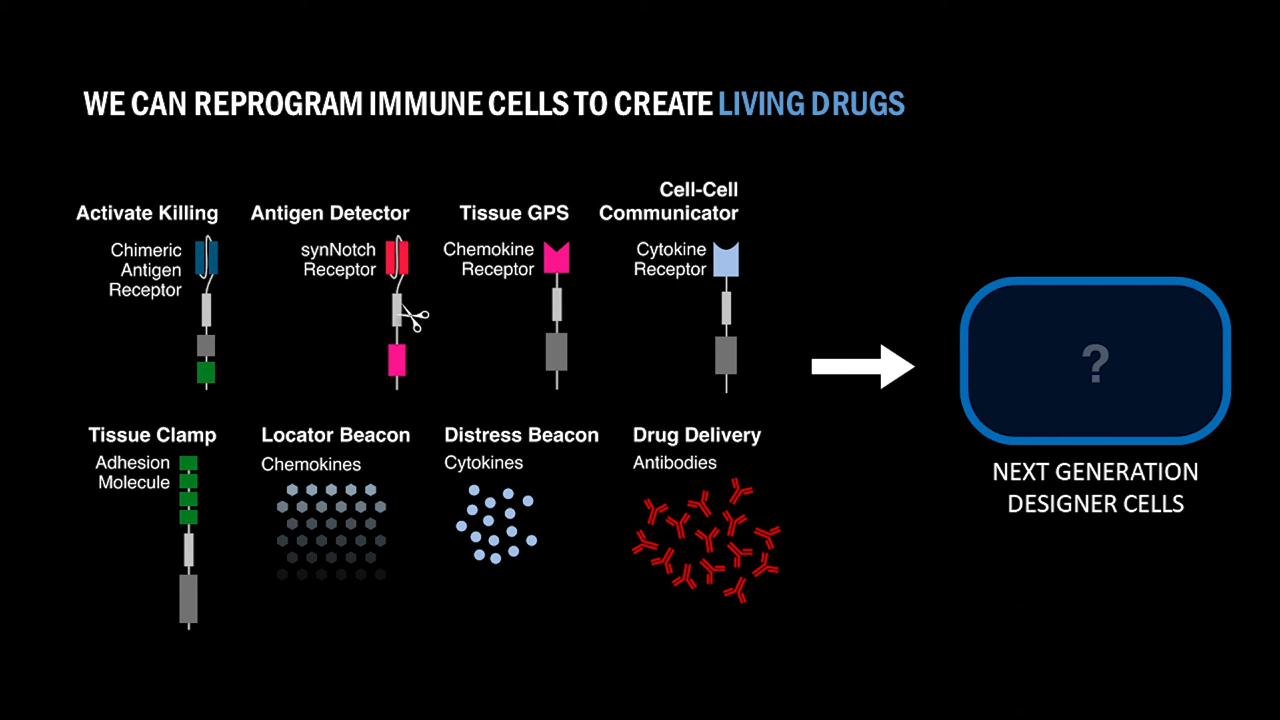 WE CAN REPROGRAM IMMUNE CELLS TO CREATE LIVING DRUGS
Activate Killing
Chimeric
Antigen
Receptor
Antigen Detector
synNotch
Receptor
Tissue GPS
Chemokine
Receptor
Cell-Cell
Communicator
Cytokine
Receptor
Tissue Clamp
Adhesion
Molecule
Locator Beacon
Chemokines
Distress Beacon
Cytokines
Drug Delivery
Antibodies
?
NEXT GENERATION
DESIGNER CELLS